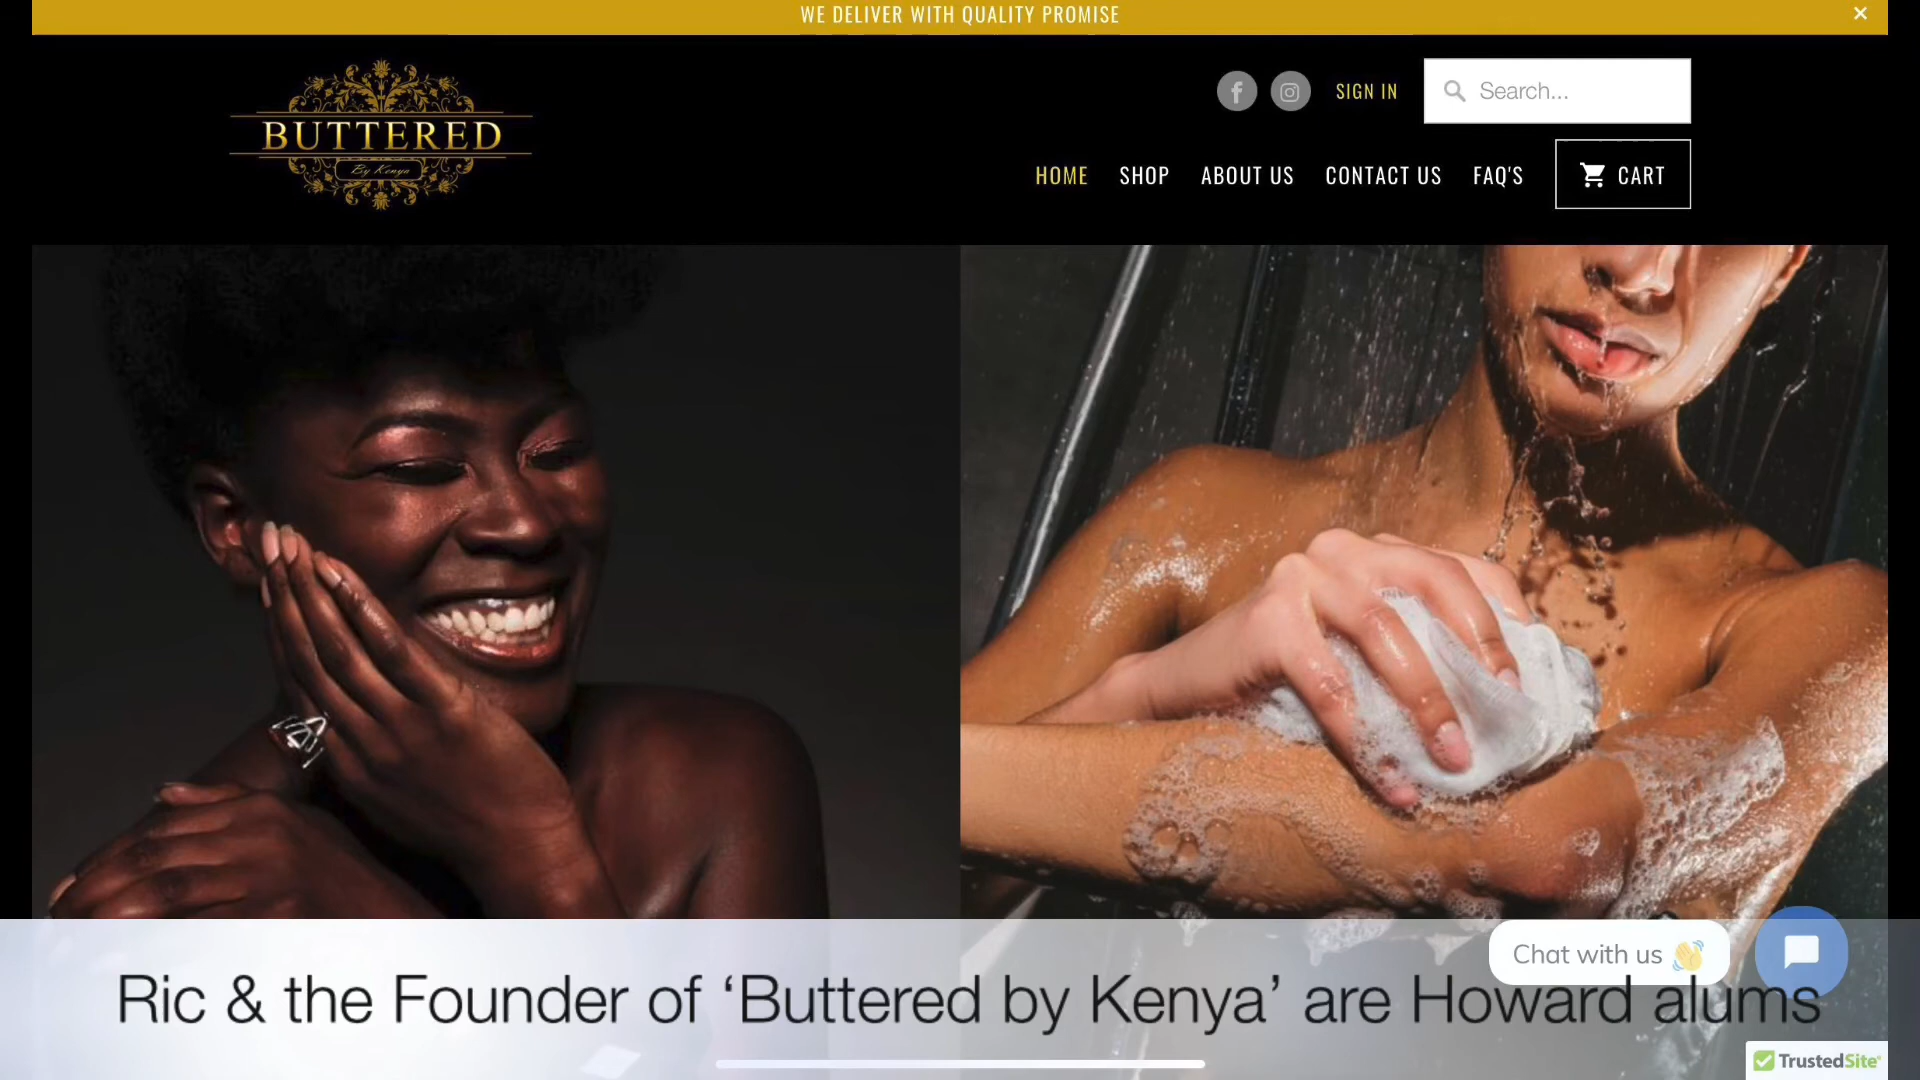 WE DELIVER WITH QUALITY PROMISE
BUTTERED
By Kenya
SIGN IN
Search...
HOME SHOP ABOUT US CONTACT US FAQ'S CART
Chat with us 👋
Ric & the Founder of ‘Buttered by Kenya’ are Howard alums
TrustedSite